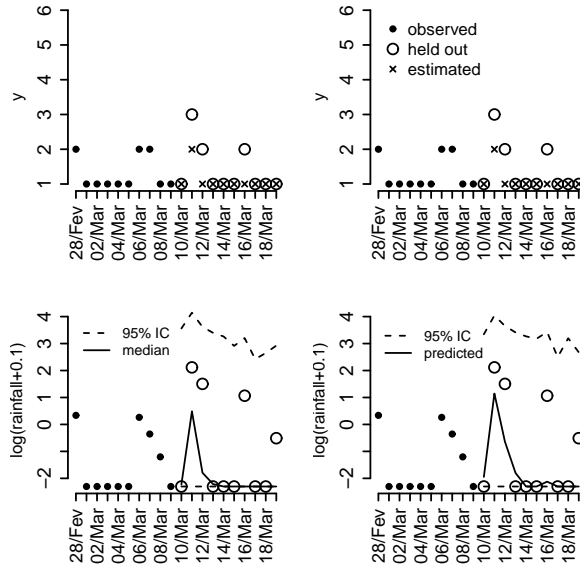 y
6
5
4
3
2
1
28/Fev
02/Mar
04/Mar
06/Mar
08/Mar
10/Mar
12/Mar
14/Mar
16/Mar
18/Mar
y
6
5
4
3
2
1
observed
held out
estimated
28/Fev
02/Mar
04/Mar
06/Mar
08/Mar
10/Mar
12/Mar
14/Mar
16/Mar
18/Mar
log(rainfall+0.1)
4
3
2
1
0
−2
95% IC
median
28/Fev
02/Mar
04/Mar
06/Mar
08/Mar
10/Mar
12/Mar
14/Mar
16/Mar
18/Mar
log(rainfall+0.1)
4
3
2
1
0
−2
95% IC
predicted
28/Fev
02/Mar
04/Mar
06/Mar
08/Mar
10/Mar
12/Mar
14/Mar
16/Mar
18/Mar